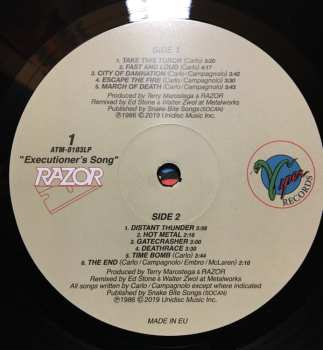 SIDE 1
1. TAKE THIS TORCH (Carlo) 3:20
2. FAST AND LOUD (Carlo) 4:17
3. CITY OF DAMNATION (Carlo/Campagnolo) 3:42
4. ESCAPE THE FIRE (Carlo/Campagnolo) 3:30
5. MARCH OF DEATH (Carlo/Campagnolo) 3:43
Produced by Terry Marostega & RAZOR
Remixed by Ed Stone & Walter Zwol at Metalworks
Published by Snake Bite Songs (SOCAN)
Ⓟ1986 ©2019 Unidisc Music Inc.
1
ATM-0183LP
"Executioner's Song"
RAZOR
Viper
RECORDS
SIDE 2
1. DISTANT THUNDER 3:58
2. HOT METAL 2:16
3. GATECRASHER 3:00
4. DEATHRACE 3:30
5. TIME BOMB (Carlo) 3:44
6. THE END (Carlo / Campagnolo / Embro / McLaren) 2:18
Produced by Terry Marostega & RAZOR
Remixed by Ed Stone & Walter Zwol at Metalworks
All songs written by Carlo / Campagnolo except where indicated
Published by Snake Bite Songs (SOCAN)
Ⓟ1986 ©2019 Unidisc Music Inc.
MADE IN EU